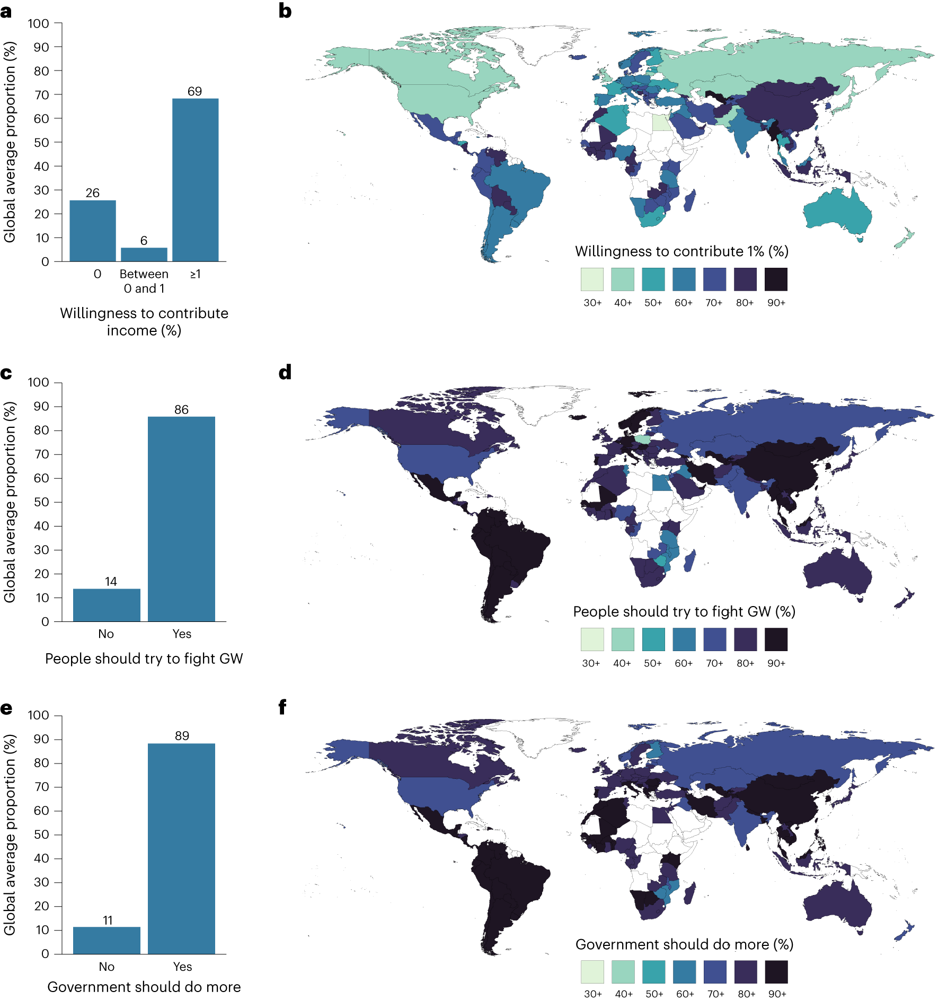 a
100
90
80
70
60
50
40
30
20
10
0
Global average proportion (%)
26
6
69
0
Between
0 and 1
≥1
Willingness to contribute
income (%)
b
Willingness to contribute 1% (%)
30+ 40+ 50+ 60+ 70+ 80+ 90+
c
100
90
80
70
60
50
40
30
20
10
0
Global average proportion (%)
14
86
No
Yes
People should try to fight GW
d
People should try to fight GW (%)
30+ 40+ 50+ 60+ 70+ 80+ 90+
e
100
90
80
70
60
50
40
30
20
10
0
Global average proportion (%)
11
89
No
Yes
Government should do more
f
Government should do more (%)
30+ 40+ 50+ 60+ 70+ 80+ 90+